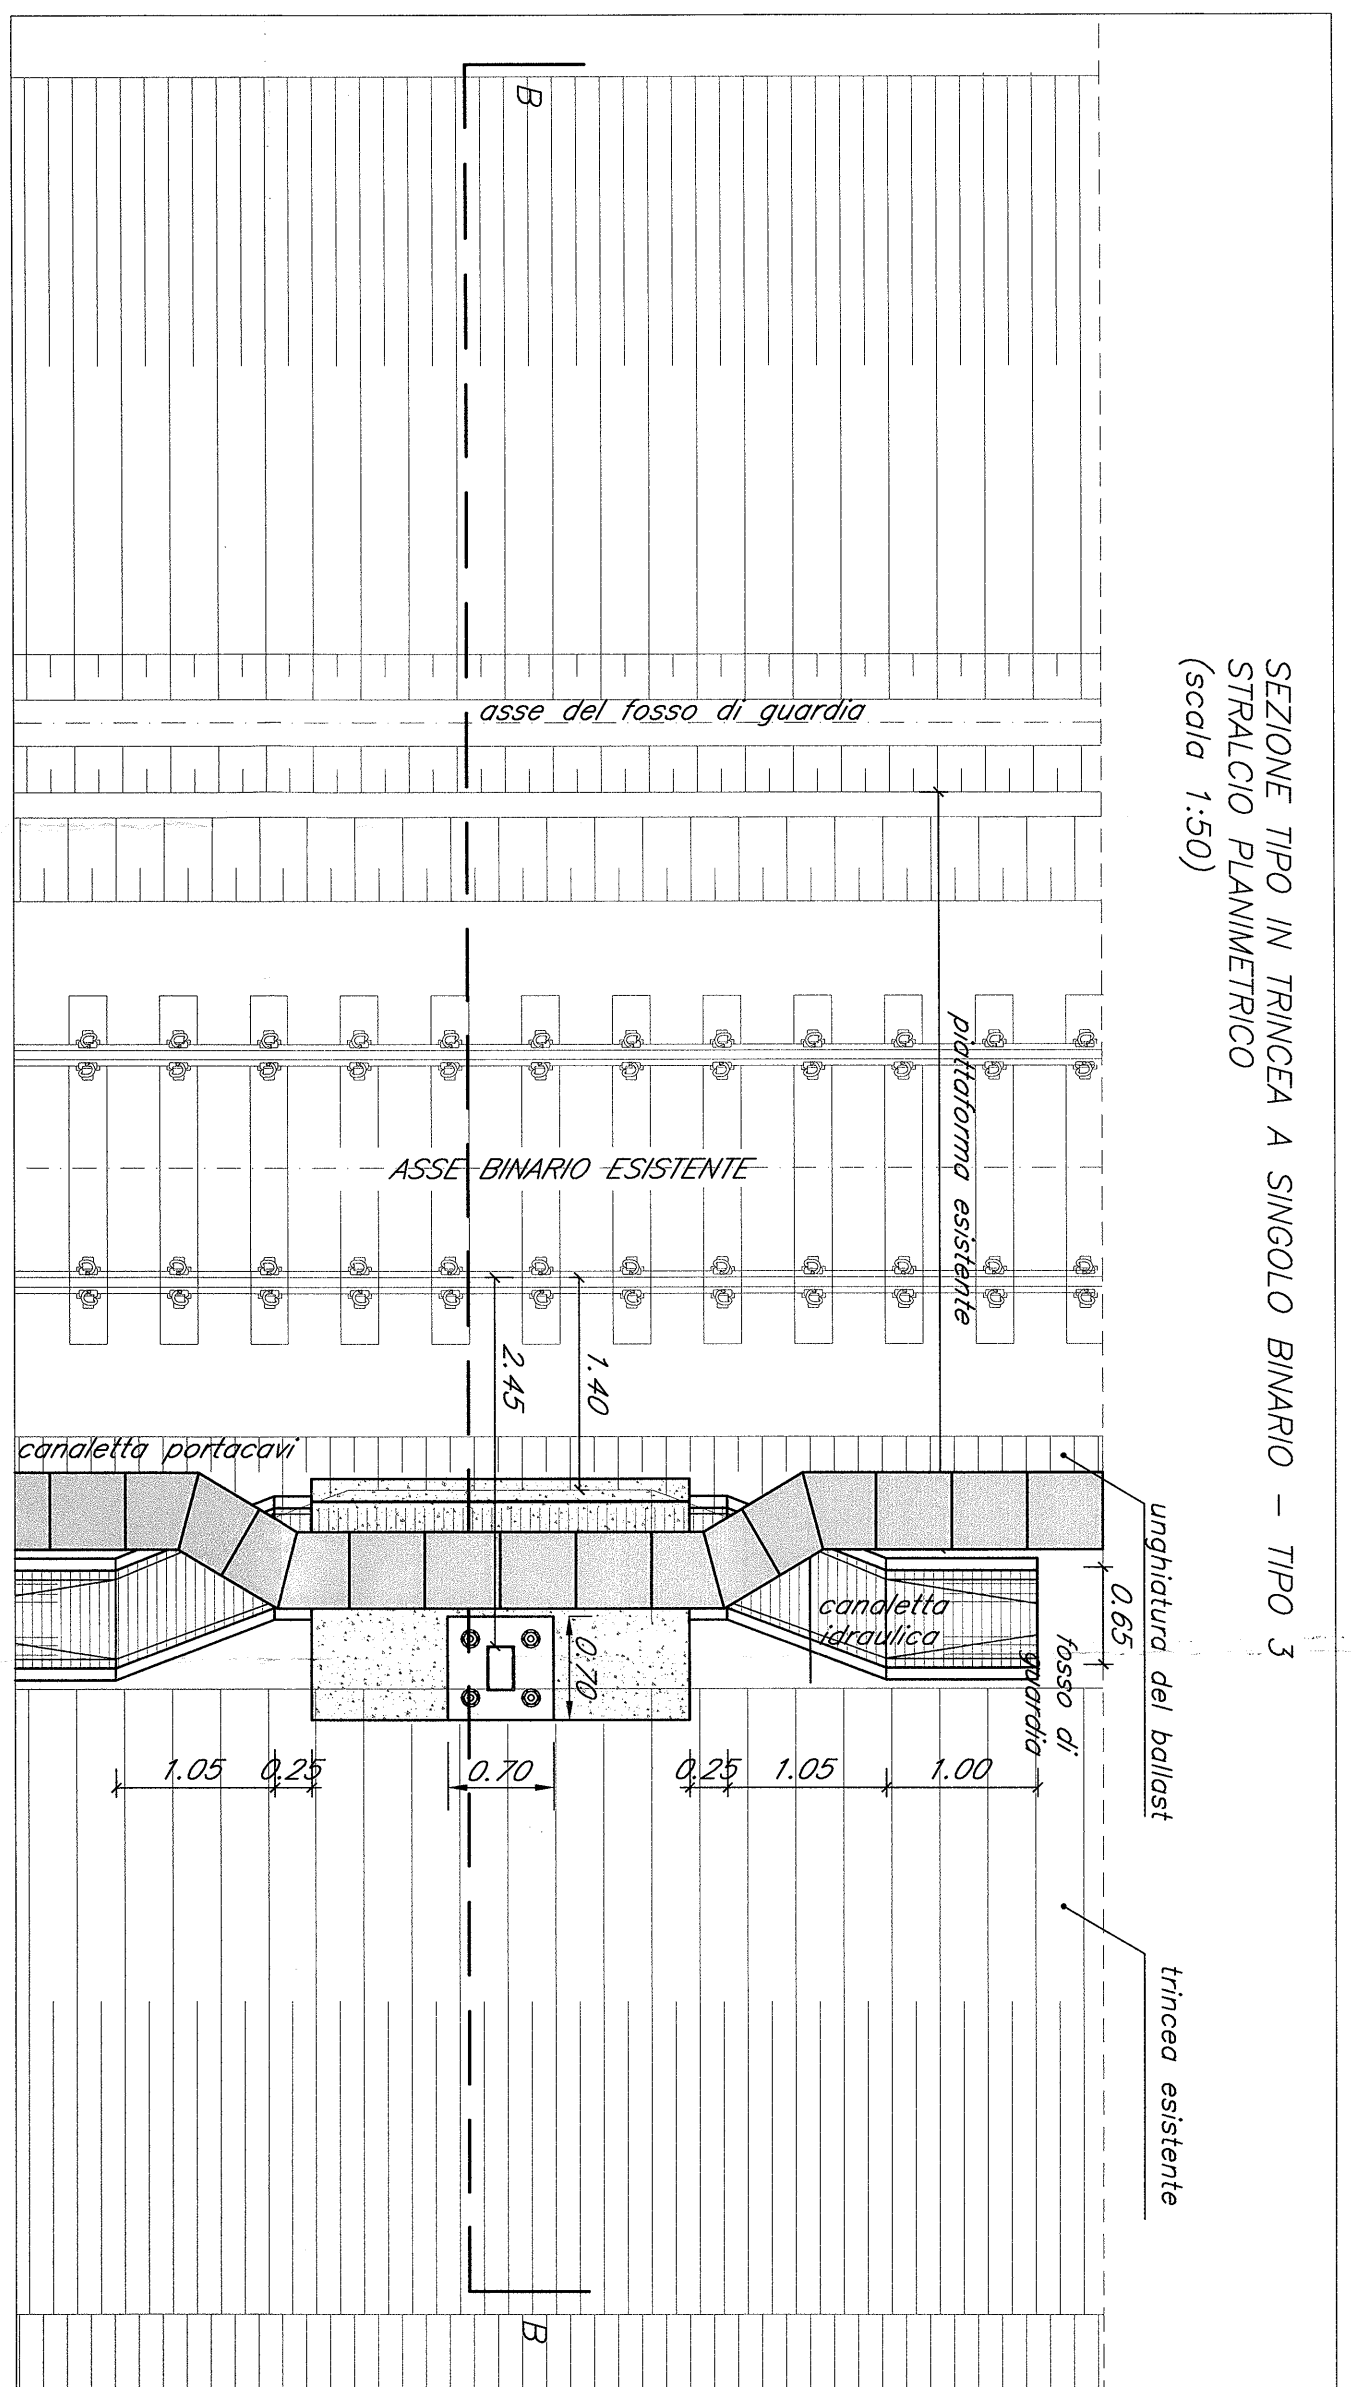 SEZIONE TIPO IN TRINCEA A SINGOLO BINARIO – TIPO 3
STRALCIO PLANIMETRICO
(scala 1:50)
B
asse del fosso di guardia
piattaforma esistente
ASSE BINARIO ESISTENTE
1.40
2.45
canaletta portacavi
unghiatura del ballast
0.65
canaletta
idraulica
fosso di
guardia
0.70
1.05
0.25
0.70
0.25
1.05
1.00
trincea esistente
B